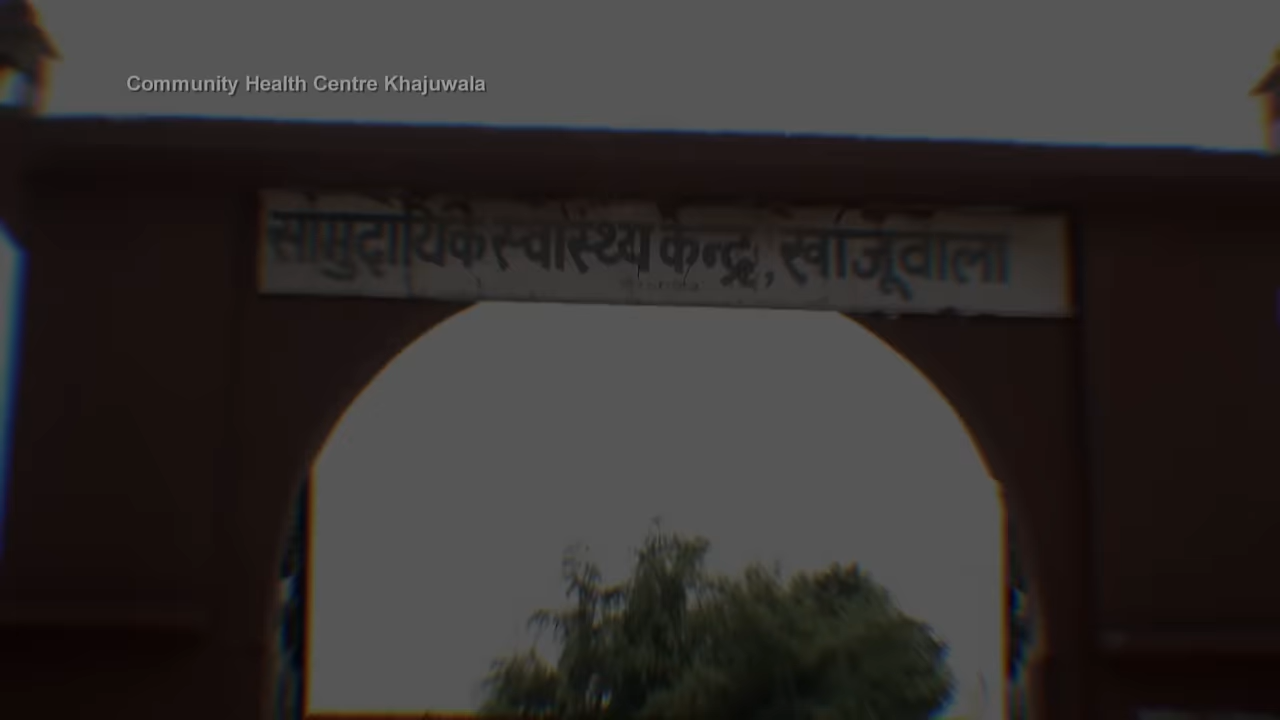 Community Health Centre Khajuwala
सामुदायिक स्वास्थ्य केन्द्र, खाजूवाला